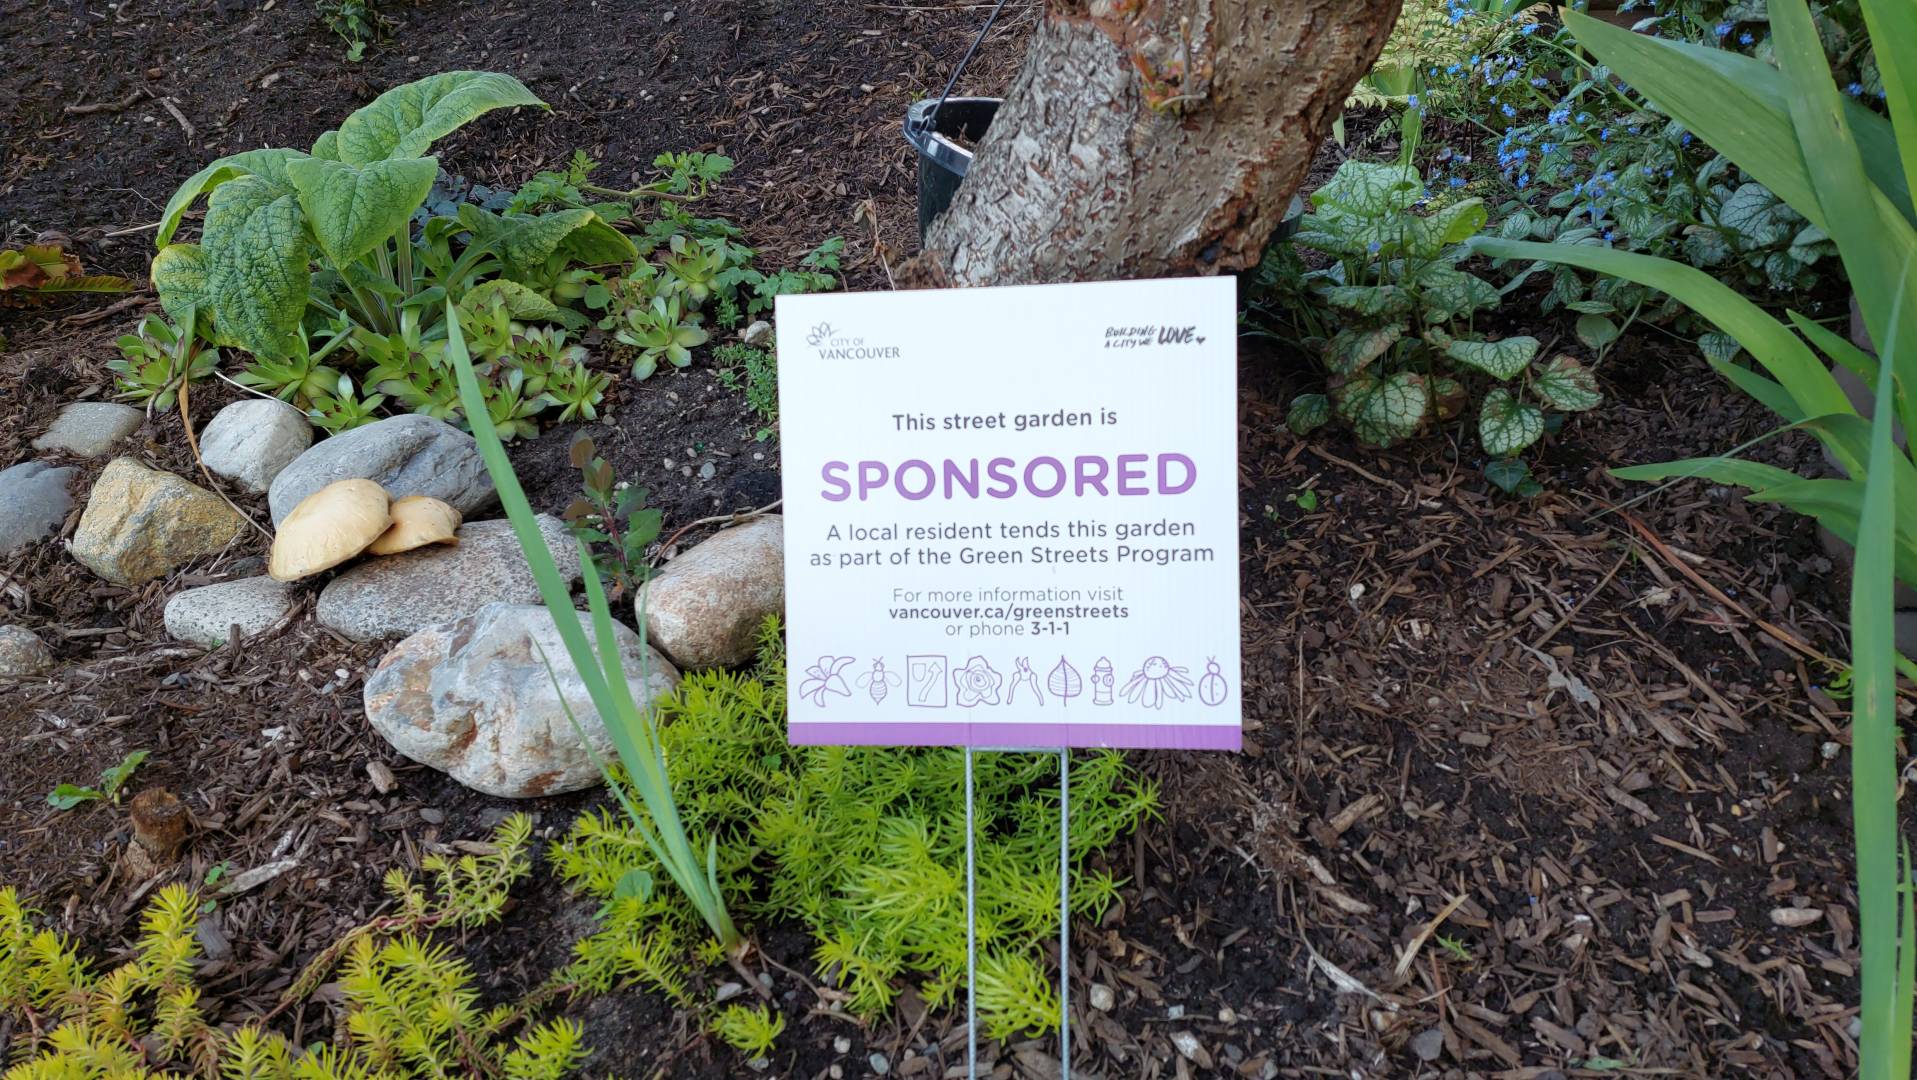 CITY OF
VANCOUVER
BUILDING
A CITY WE LOVE
This street garden is
SPONSORED
A local resident tends this garden
as part of the Green Streets Program
For more information visit
vancouver.ca/greenstreets
or phone 3-1-1